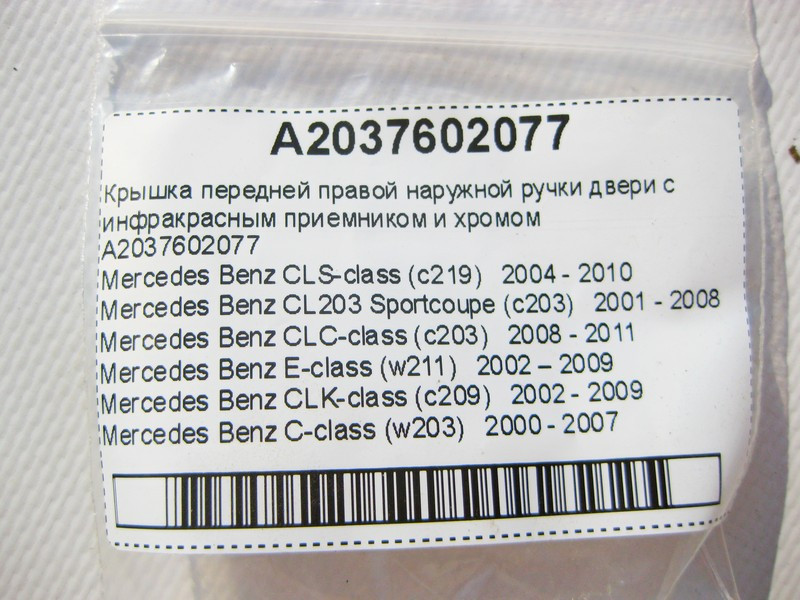 A2037602077
Крышка передней правой наружной ручки двери с
инфракрасным приемником и хромом
A2037602077
Mercedes Benz CLS-class (c219) 2004 - 2010
Mercedes Benz CL203 Sportcoupe (c203) 2001 - 2008
Mercedes Benz CLC-class (c203) 2008 - 2011
Mercedes Benz E-class (w211) 2002 – 2009
Mercedes Benz CLK-class (c209) 2002 - 2009
Mercedes Benz C-class (w203) 2000 - 2007